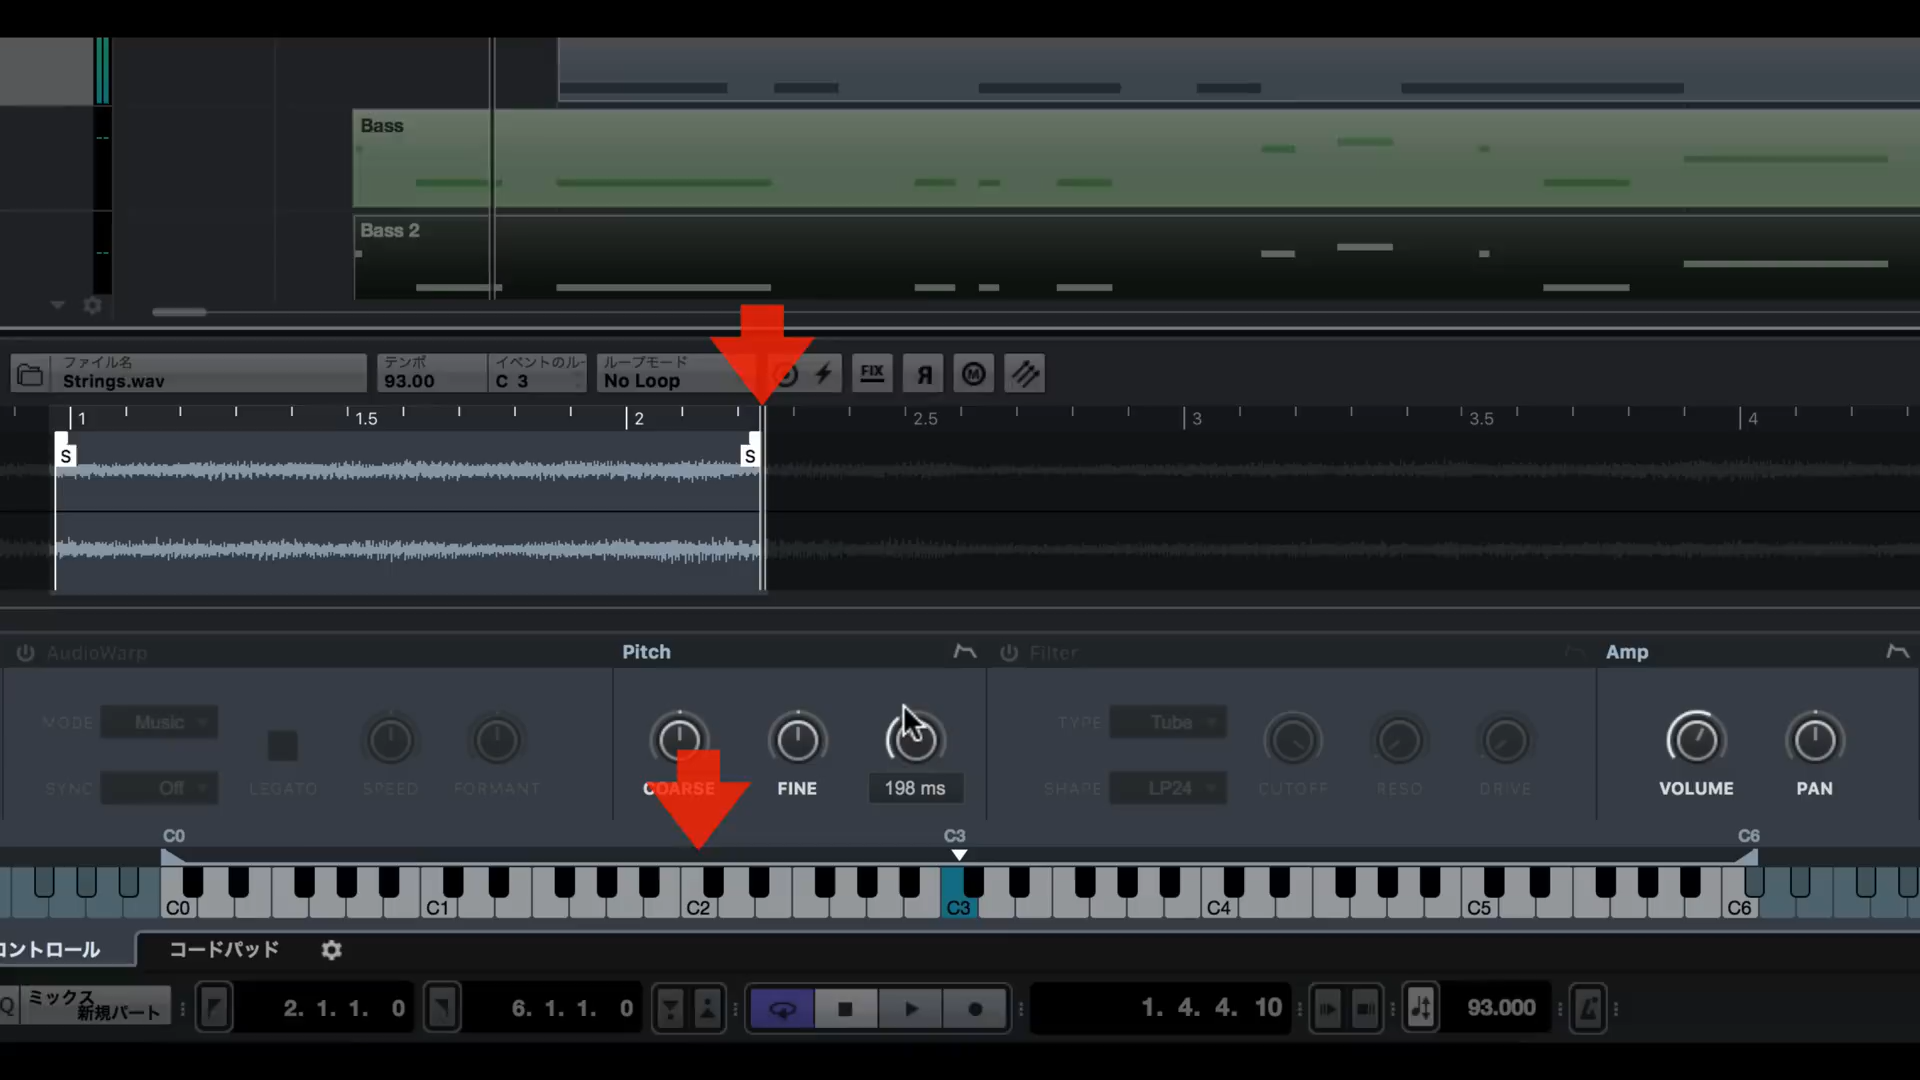 Bass
Bass 2
ファイル名
Strings.wav
テンポ
93.00
イベントのルー
C 3
ループモード
No Loop
FIX
R
M
1
1.5
2
2.5
3
3.5
4
S
S
AudioWarp
Pitch
Filter
Amp
MODE
Music
LEGATO
SPEED
FORMANT
SYNC
Off
COARSE
FINE
198 ms
TYPE
Tube
SHAPE
LP24
CUTOFF
RESO
DRIVE
VOLUME
PAN
C0
C3
C6
C0
C1
C2
C3
C4
C5
C6
コントロール
コードパッド
Q
ミックス
新規パート
2. 1. 1. 0
6. 1. 1. 0
1. 4. 4. 10
93.000